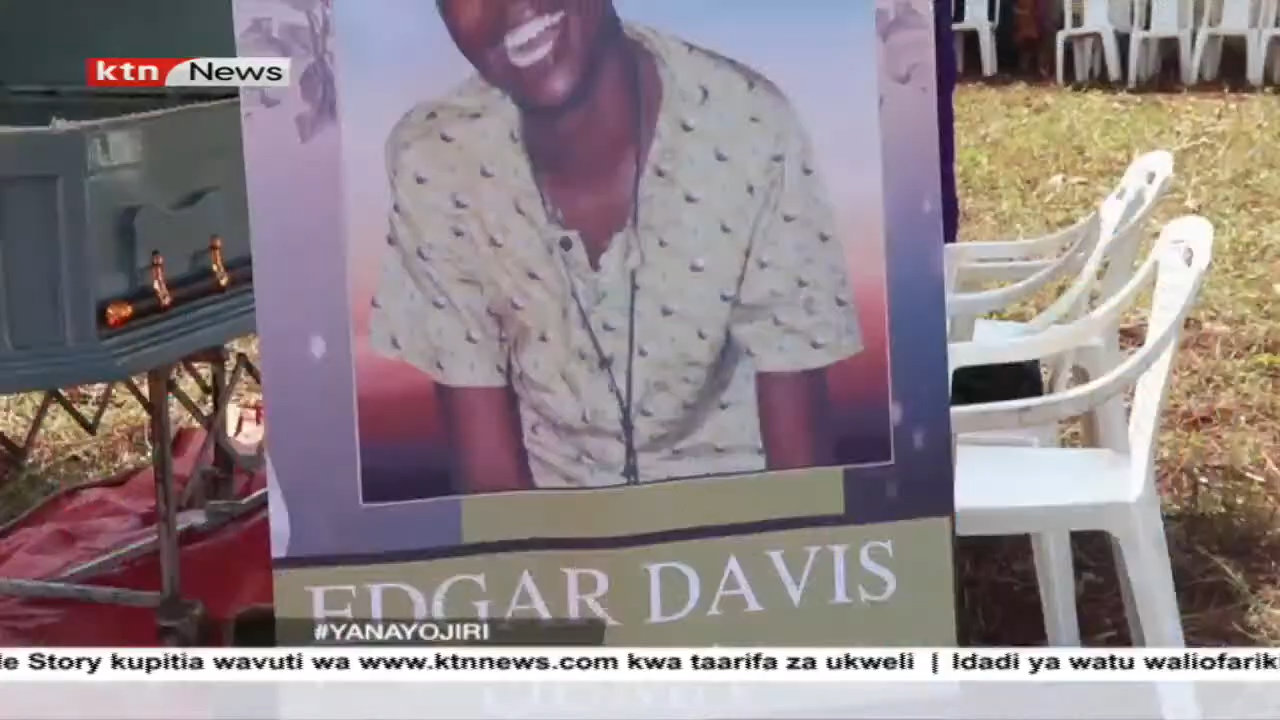 ktn News
EDGAR DAVIS
#YANAYOJIRI
Story kupitia wavuti wa www.ktnnews.com kwa taarifa za ukweli | Idadi ya watu